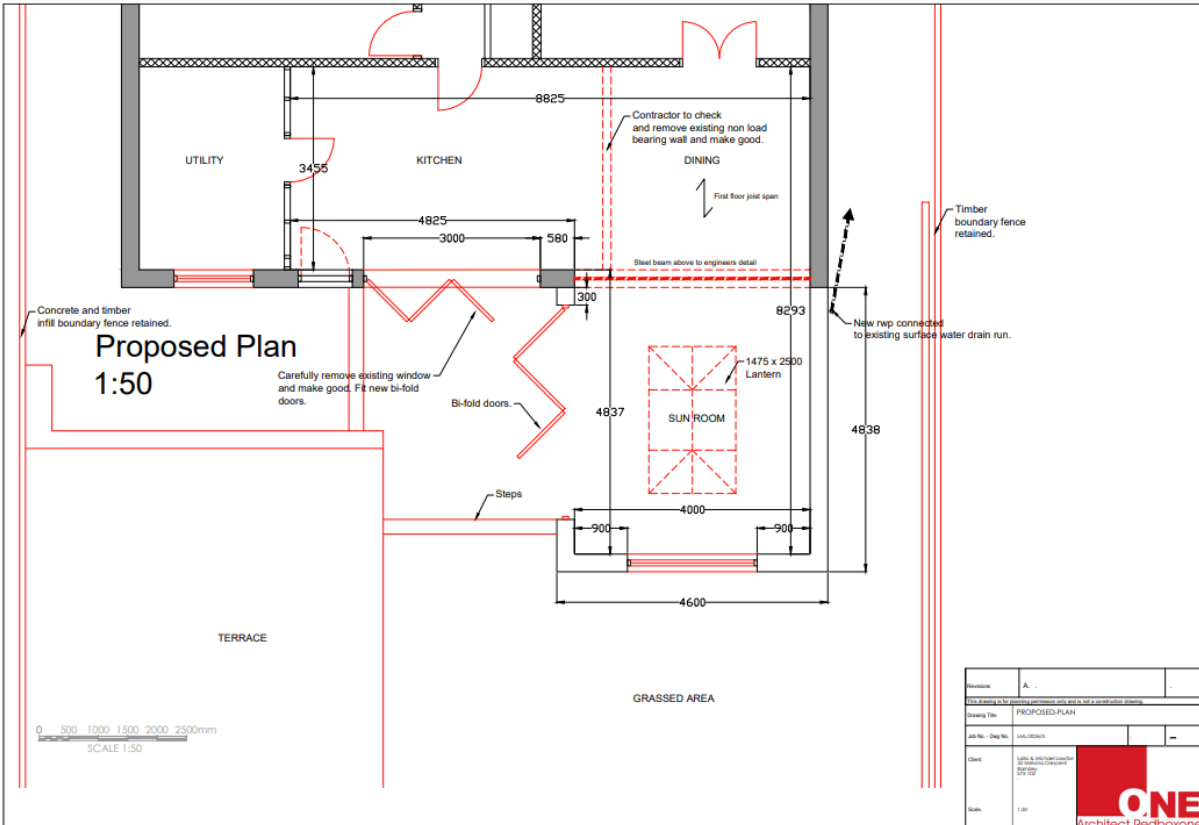 8825
Contractor to check
and remove existing non load
bearing wall and make good.
UTILITY
KITCHEN
DINING
3455
First floor joist span
4825
3000
580
Timber
boundary fence
retained.
Steel beam above to engineers detail
300
8293
Concrete and timber
infill boundary fence retained.
New rwp connected
to existing surface water drain run.
Proposed Plan
1:50
Carefully remove existing window
and make good. Fit new bi-fold
doors.
1475 x 2500
Lantern
Bi-fold doors.
4837
SUN ROOM
4838
Steps
4000
900
900
4600
TERRACE
GRASSED AREA
0 500 1000 1500 2000 2500mm
SCALE 1:50
Revisions
A. .
This drawing is for planning permission only and is not a construction drawing.
Drawing Title
PROPOSED-PLAN
Job No. - Dwg No.
Client
Scale.
1:50
ONE
Architect Redboxone